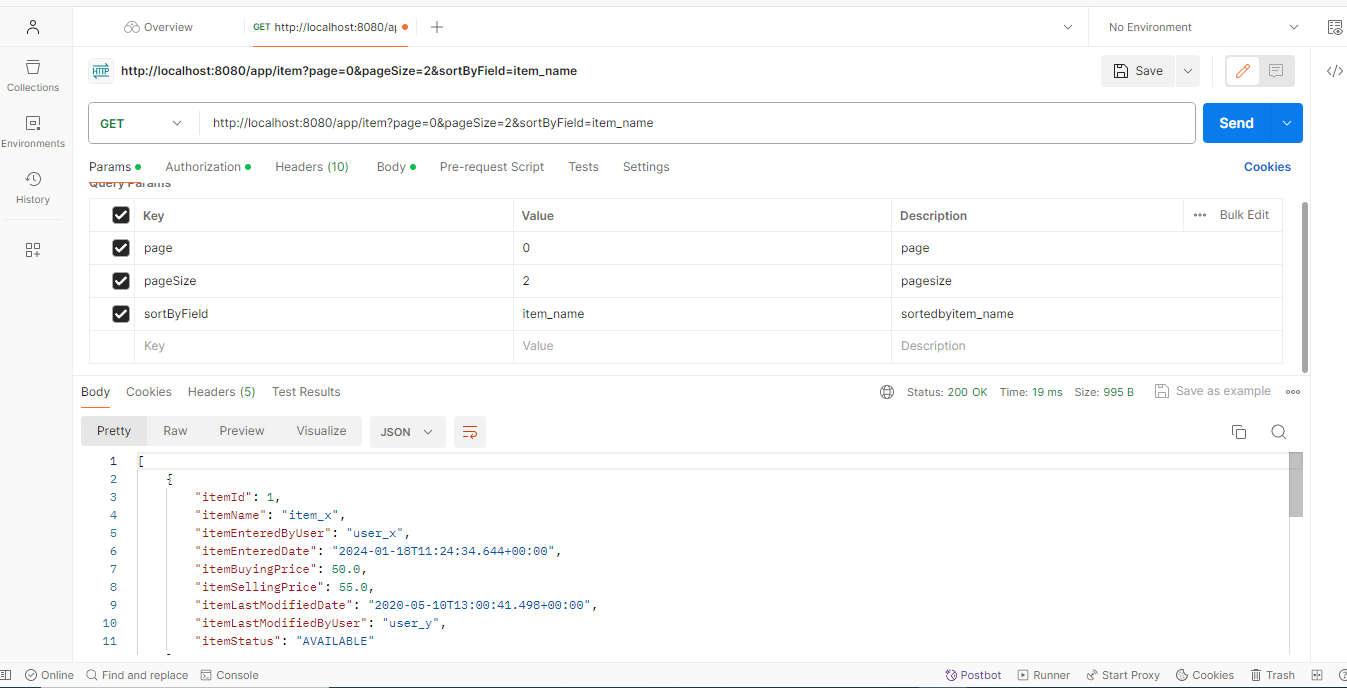 Overview
GET http://localhost:8080/a
No Environment
HTTP http://localhost:8080/app/item?page=0&pageSize=2&sortByField=item_name
Save
Collections
Environments
History
GET http://localhost:8080/app/item?page=0&pageSize=2&sortByField=item_name
Send
Params Authorization Headers (10) Body Pre-request Script Tests Settings Cookies
Query Params
Key Value Description Bulk Edit
page 0 page
pageSize 2 pagesize
sortByField item_name sortedbyitem_name
Key Value Description
Body Cookies Headers (5) Test Results Status: 200 OK Time: 19 ms Size: 995 B Save as example
Pretty Raw Preview Visualize JSON
1 [
2 {
3 "itemId": 1,
4 "itemName": "item_x",
5 "itemEnteredByUser": "user_x",
6 "itemEnteredDate": "2024-01-18T11:24:34.644+00:00",
7 "itemBuyingPrice": 50.0,
8 "itemSellingPrice": 55.0,
9 "itemLastModifiedDate": "2020-05-10T13:00:41.498+00:00",
10 "itemLastModifiedByUser": "user_y",
11 "itemStatus": "AVAILABLE"
Online Find and replace Console Postbot Runner Start Proxy Cookies Trash